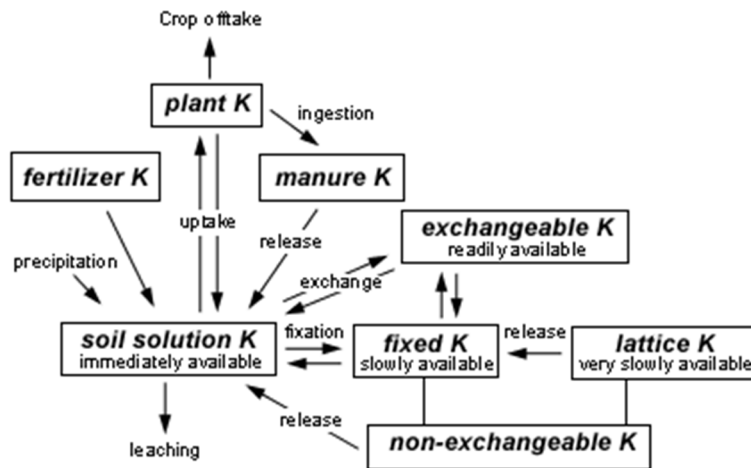 Crop offtake
plant K
ingestion
fertilizer K
manure K
uptake
release
exchangeable K
readily available
precipitation
exchange
soil solution K
immediately available
fixation
fixed K
slowly available
release
lattice K
very slowly available
leaching
release
non-exchangeable K